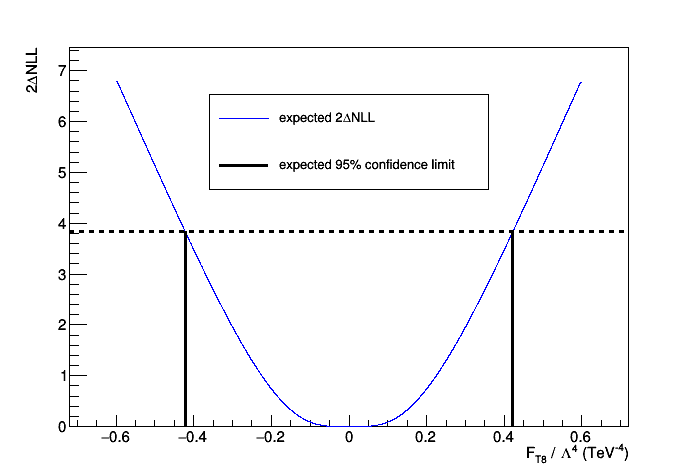 2ΔNLL
7
6
5
4
3
2
1
0
expected 2ΔNLL
expected 95% confidence limit
−0.6 −0.4 −0.2 0 0.2 0.4 0.6
F_T8 / Λ^4 (TeV^-4)